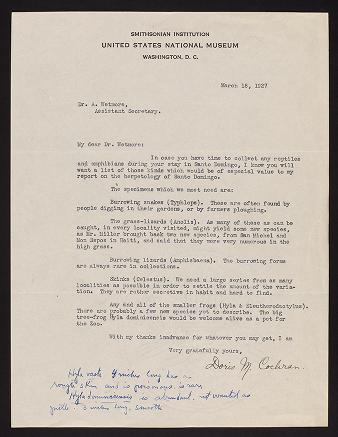 SMITHSONIAN INSTITUTION
UNITED STATES NATIONAL MUSEUM
WASHINGTON, D. C.
March 18, 1927
Dr. A. Wetmore,
Assistant Secretary.
My dear Dr. Wetmore:
In case you have time to collect any reptiles
and amphibians during your stay in Santo Domingo, I know you will
want a list of those kinds which would be of especial value to my
report on the herpetology of Santo Domingo.
The specimens which we most need are:
Burrowing snakes (Typhlops). These are often found by
people digging in their gardens, or by farmers ploughing.
The grass-lizards (Anolis). As many of these as can be
caught, in every locality visited, might yield some new species,
as Mr. Miller brought back two new species, from San Michel and
Mon Repos in Haiti, and said that they were very numerous in the
high grass.
Burrowing lizards (Amphisbaena). The burrowing forms
are always rare in collections.
Skinks (Celestus). We need a large series from as many
localities as possible in order to settle the amount of the varia-
tion. They are rather secretive in habit and hard to find.
Any and all of the smaller frogs (Hyla & Eleutherodactylus).
There are probably a few new species yet to describe. The big
tree-frog Hyla dominicensis would be welcome alive as a pet for
the Zoo.
With my thanks inadvance for whatever you may get, I am
Very gratefully yours,
Doris M. Cochran.
Hyla vasta 4 inches long has a
rough skin and is poisonous. is rare
Hyla dominicensis is abundant. not wanted as
3 inches long, smooth